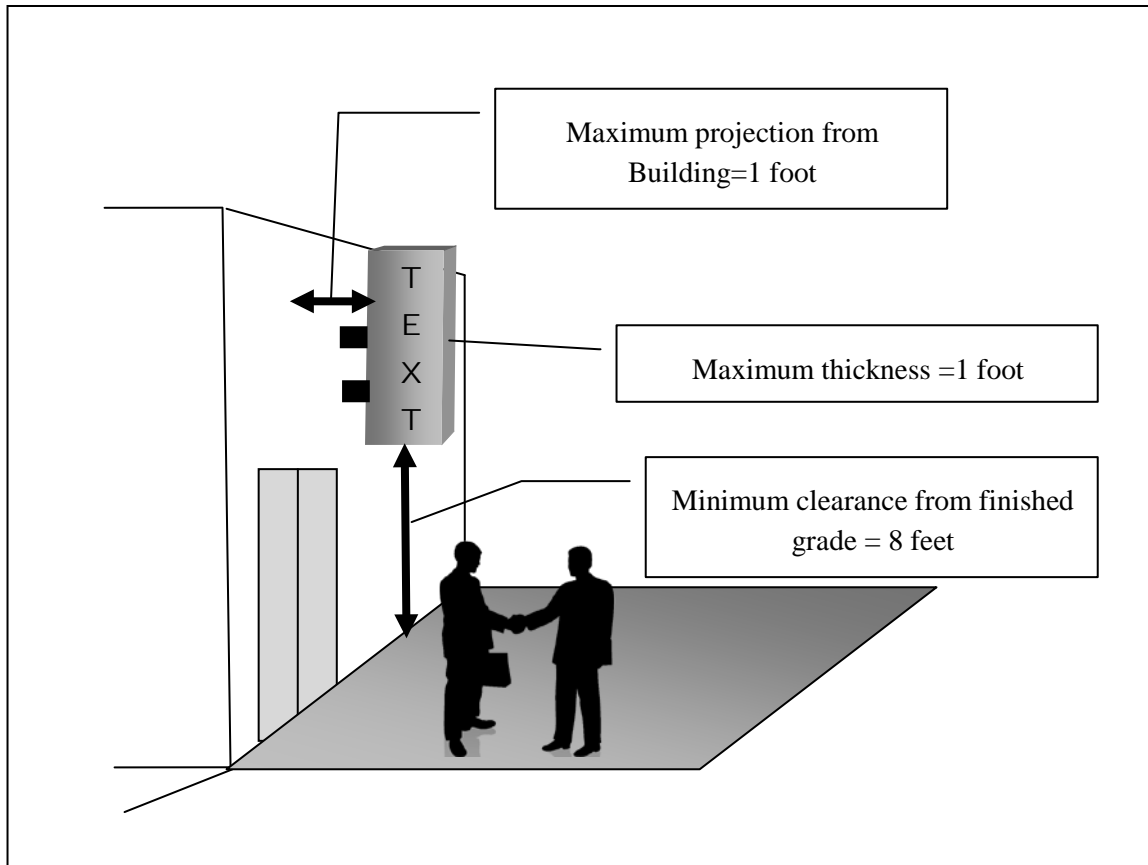 Maximum projection from
Building=1 foot
T
E
X
T
Maximum thickness =1 foot
Minimum clearance from finished
grade = 8 feet